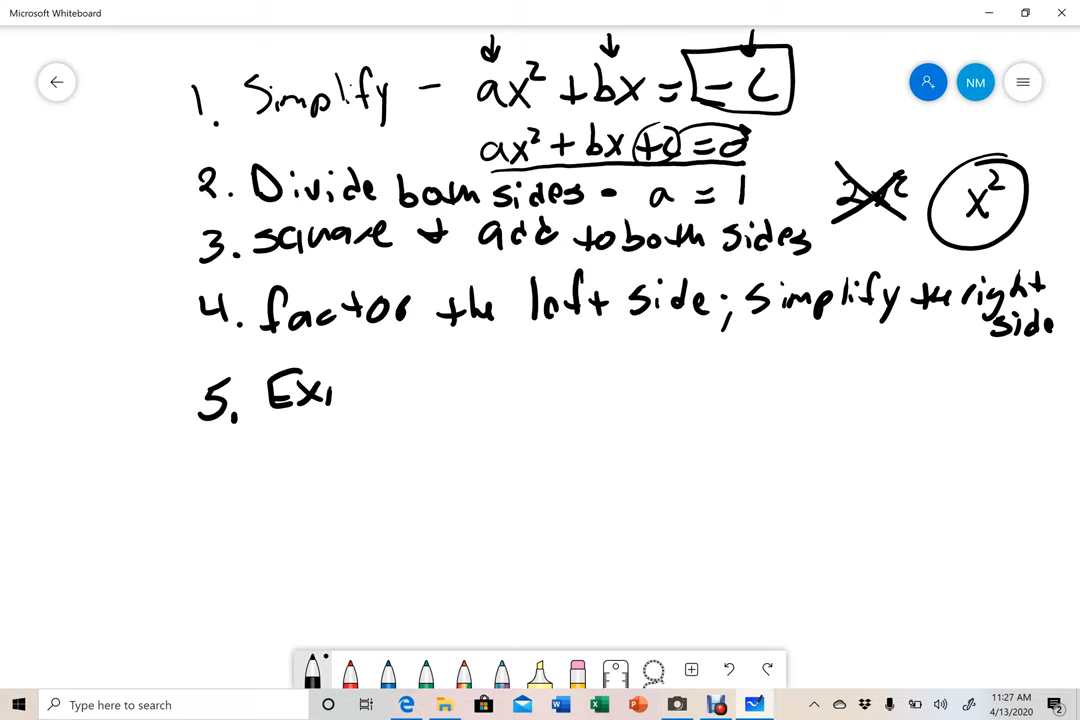 Microsoft Whiteboard
NM
1. Simplify - ax² + bx = - c
ax² + bx + c = 0
2. Divide both sides - a = 1
x²
3. square + add to both sides
4. factor the left side; simplify the right side
5. Exp
Type here to search
11:27 AM
4/13/2020
2